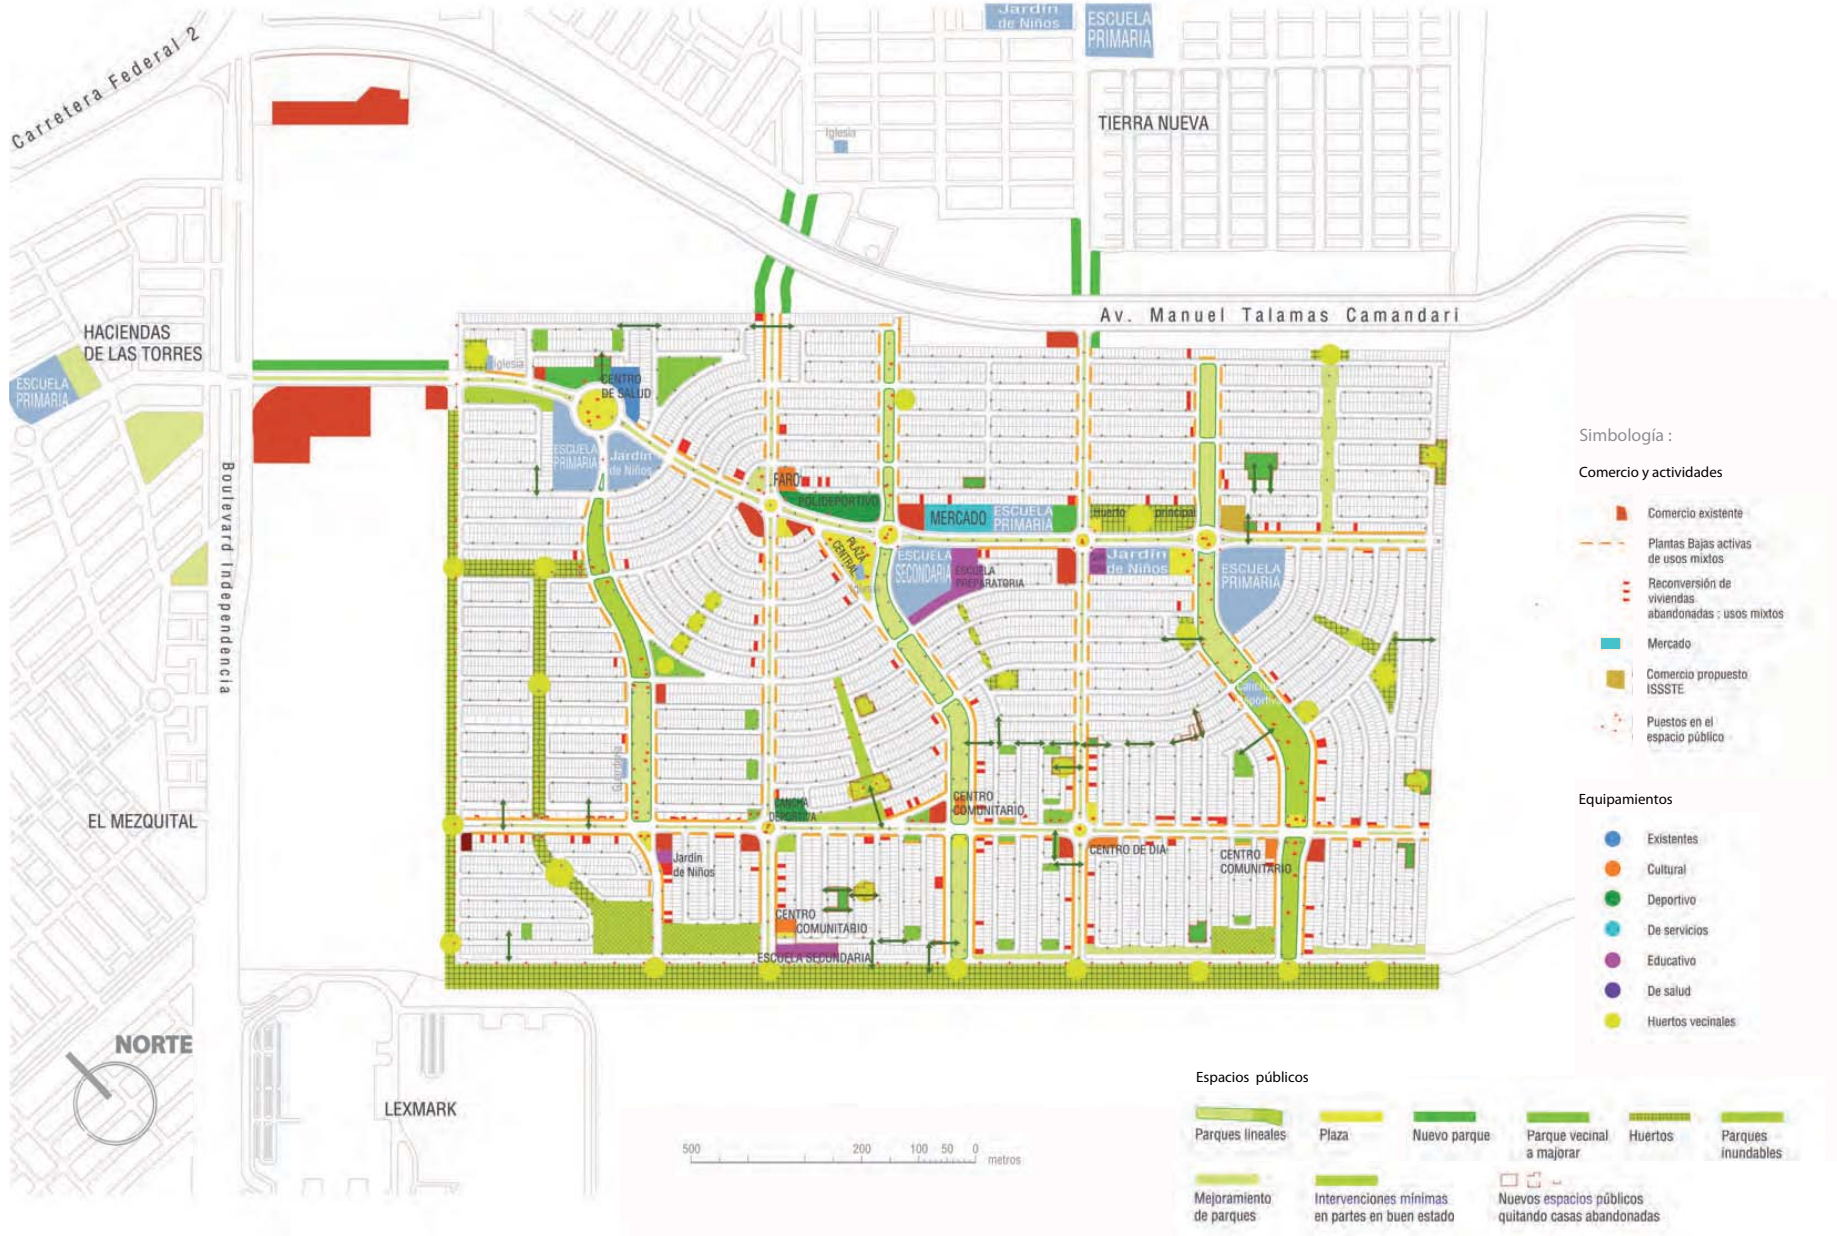 Carretera Federal 2
Jardín
de Niños
ESCUELA
PRIMARIA
Iglesia
TIERRA NUEVA
Av. Manuel Talamas Camandari
HACIENDAS
DE LAS TORRES
ESCUELA
PRIMARIA
Boulevard Independencia
EL MEZQUITAL
Iglesia
CENTRO
DE SALUD
ESCUELA
PRIMARIA
Jardín
de Niños
FARO
POLIDEPORTIVO
MERCADO
ESCUELA
PRIMARIA
Huerto principal
PLAZA
CENTRAL
ESCUELA
SECONDARIA
ESCUELA
PREPARATORIA
Jardín
de Niños
ESCUELA
PRIMARIA
CANCHA
DEPORTIVA
CENTRO
COMUNITARIO
Jardín
de Niños
CENTRO DE DIA
CENTRO
COMUNITARIO
CENTRO
COMUNITARIO
ESCUELA SECUNDARIA
NORTE
LEXMARK
500 200 100 50 0
metros
Simbología :
Comercio y actividades
Comercio existente
Plantas Bajas activas
de usos mixtos
Reconversión de
viviendas
abandonadas : usos mixtos
Mercado
Comercio propuesto
ISSSTE
Puestos en el
espacio público
Equipamientos
Existentes
Cultural
Deportivo
De servicios
Educativo
De salud
Huertos vecinales
Espacios públicos
Parques lineales
Plaza
Nuevo parque
Parque vecinal
a majorar
Huertos
Parques
inundables
Mejoramiento
de parques
Intervenciones mínimas
en partes en buen estado
Nuevos espacios públicos
quitando casas abandonadas